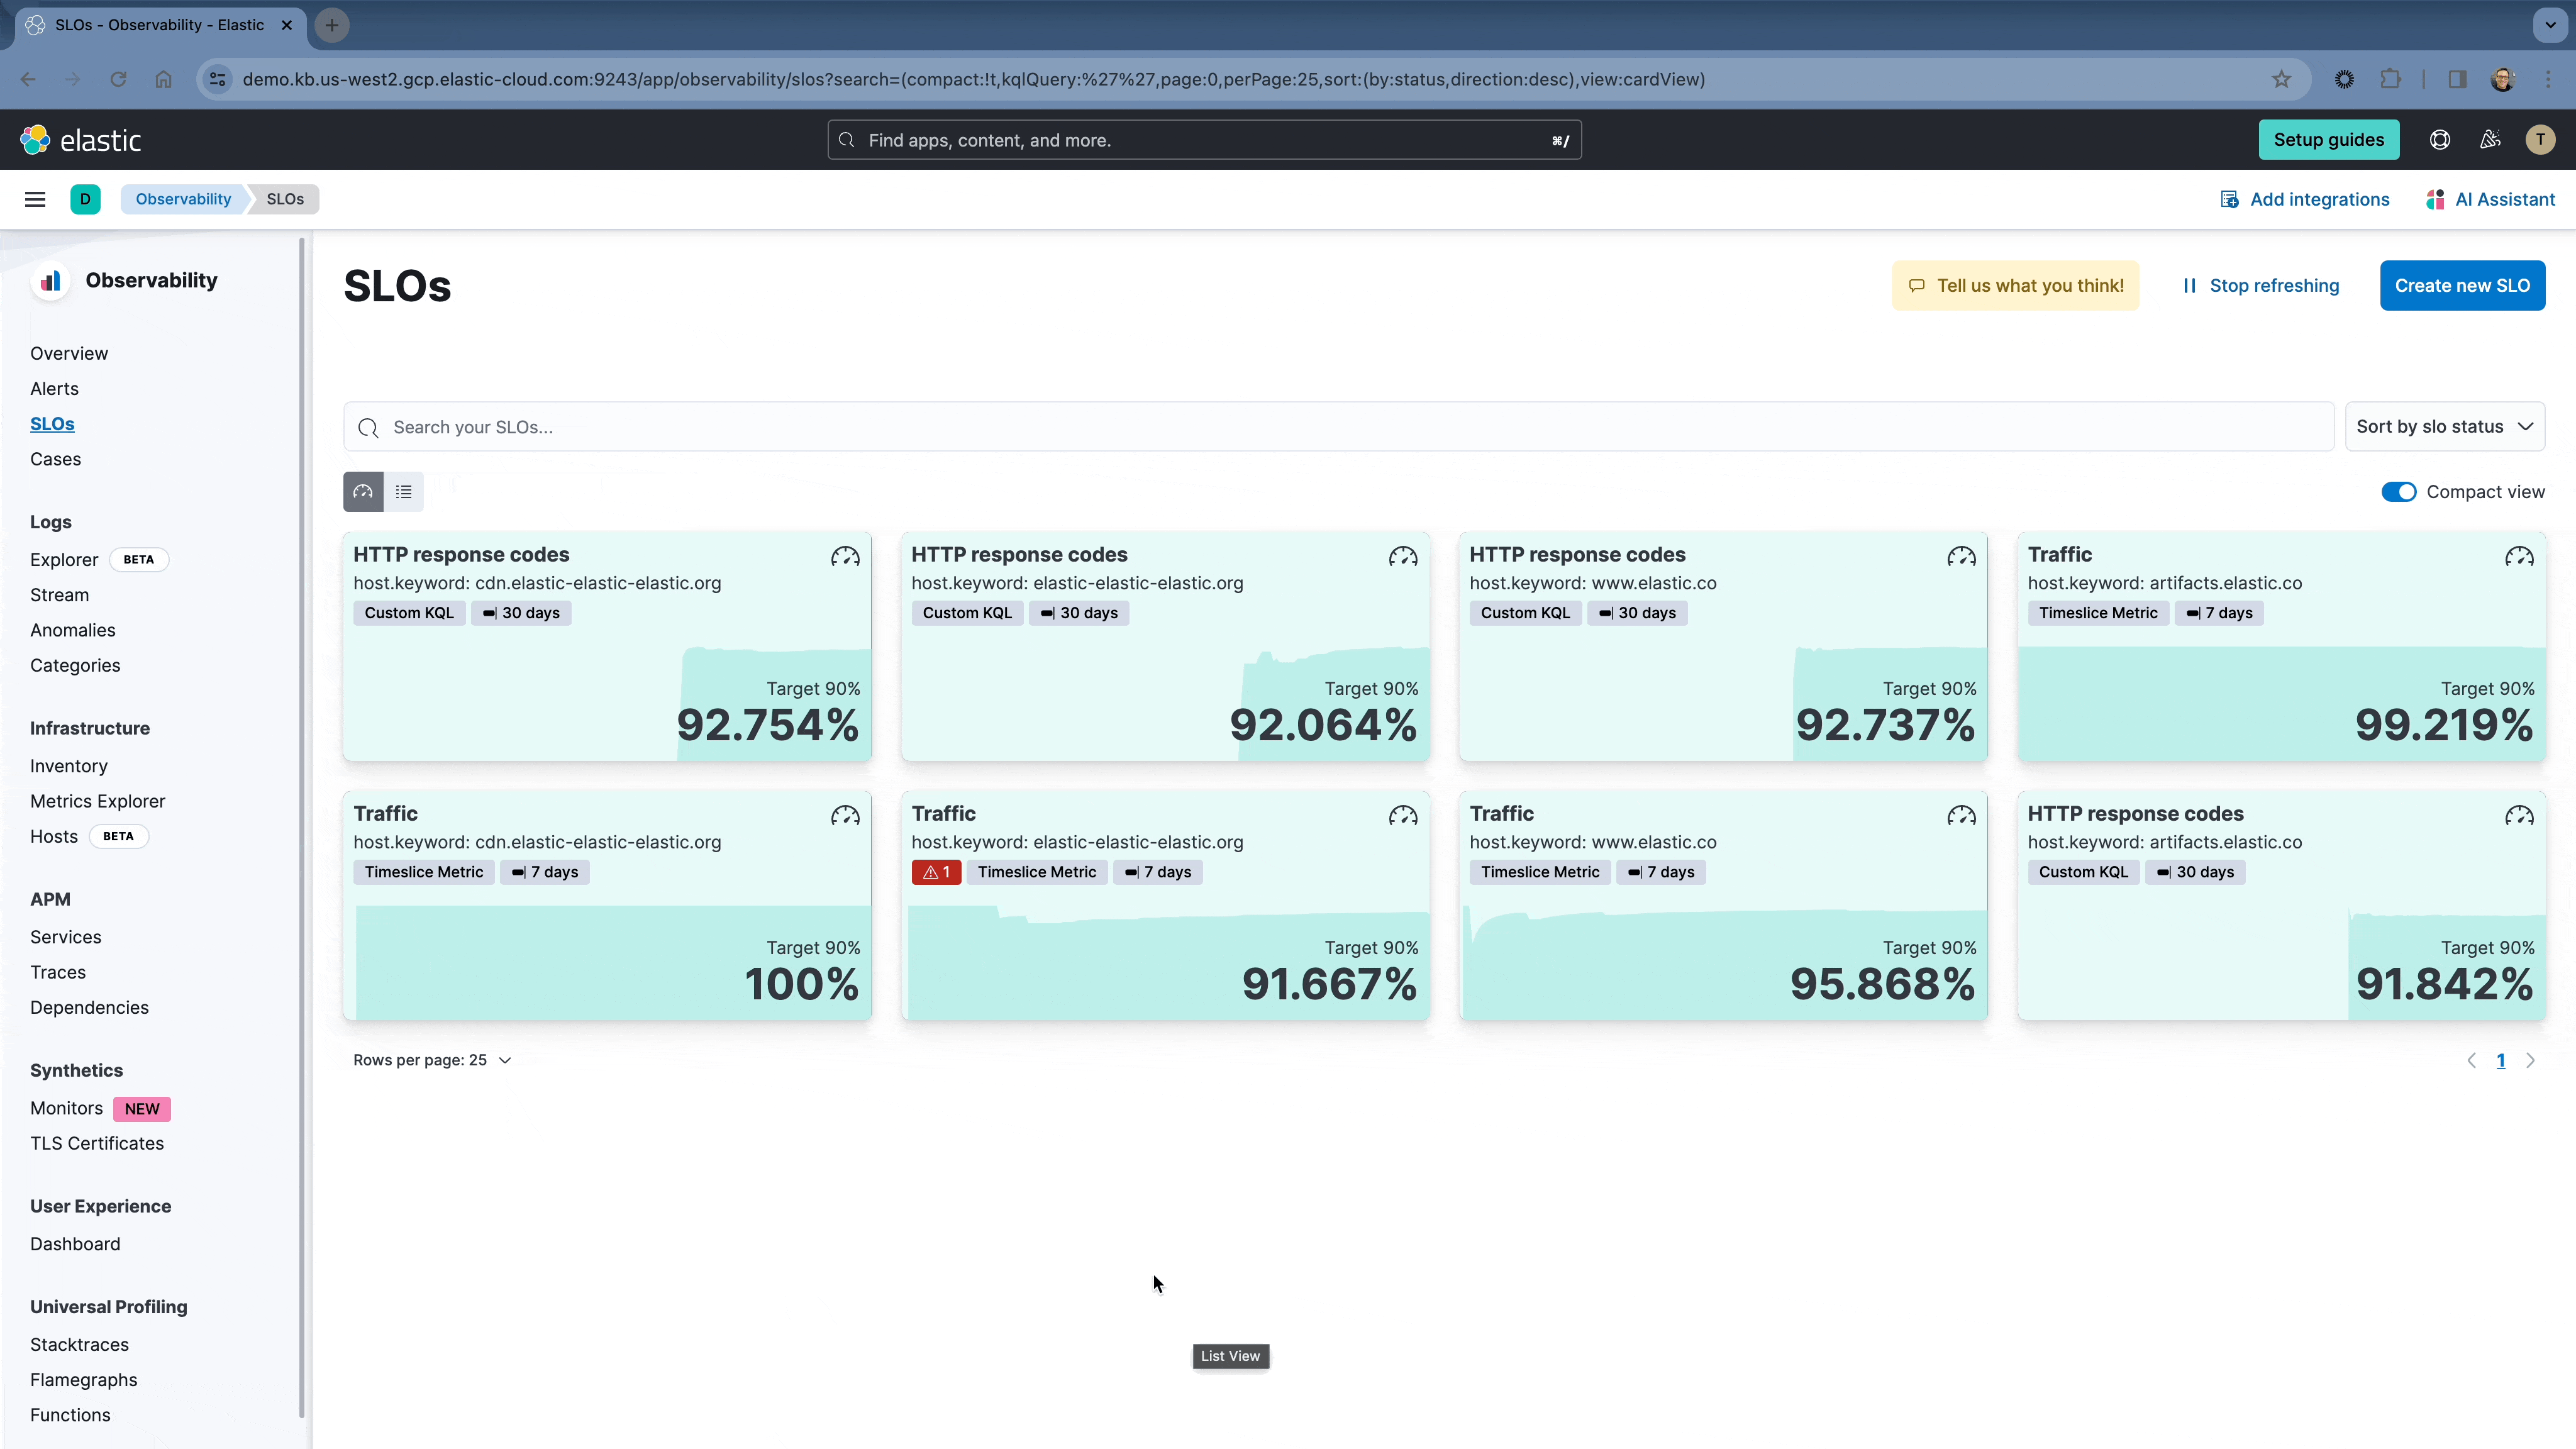 SLOs - Observability - Elastic
demo.kb.us-west2.gcp.elastic-cloud.com:9243/app/observability/slos?search=(compact:!t,kqlQuery:%27%27,page:0,perPage:25,sort:(by:status,direction:desc),view:cardView)
elastic
Find apps, content, and more.
⌘/
Setup guides
T
D
Observability
SLOs
Add integrations
AI Assistant
Observability
Overview
Alerts
SLOs
Cases
Logs
Explorer BETA
Stream
Anomalies
Categories
Infrastructure
Inventory
Metrics Explorer
Hosts BETA
APM
Services
Traces
Dependencies
Synthetics
Monitors NEW
TLS Certificates
User Experience
Dashboard
Universal Profiling
Stacktraces
Flamegraphs
Functions
SLOs
Tell us what you think!
Stop refreshing
Create new SLO
Search your SLOs...
Sort by slo status
Compact view
HTTP response codes
host.keyword: cdn.elastic-elastic-elastic.org
Custom KQL 30 days
Target 90%
92.754%
HTTP response codes
host.keyword: elastic-elastic-elastic.org
Custom KQL 30 days
Target 90%
92.064%
HTTP response codes
host.keyword: www.elastic.co
Custom KQL 30 days
Target 90%
92.737%
Traffic
host.keyword: artifacts.elastic.co
Timeslice Metric 7 days
Target 90%
99.219%
Traffic
host.keyword: cdn.elastic-elastic-elastic.org
Timeslice Metric 7 days
Target 90%
100%
Traffic
host.keyword: elastic-elastic-elastic.org
1 Timeslice Metric 7 days
Target 90%
91.667%
Traffic
host.keyword: www.elastic.co
Timeslice Metric 7 days
Target 90%
95.868%
HTTP response codes
host.keyword: artifacts.elastic.co
Custom KQL 30 days
Target 90%
91.842%
Rows per page: 25
1
List View